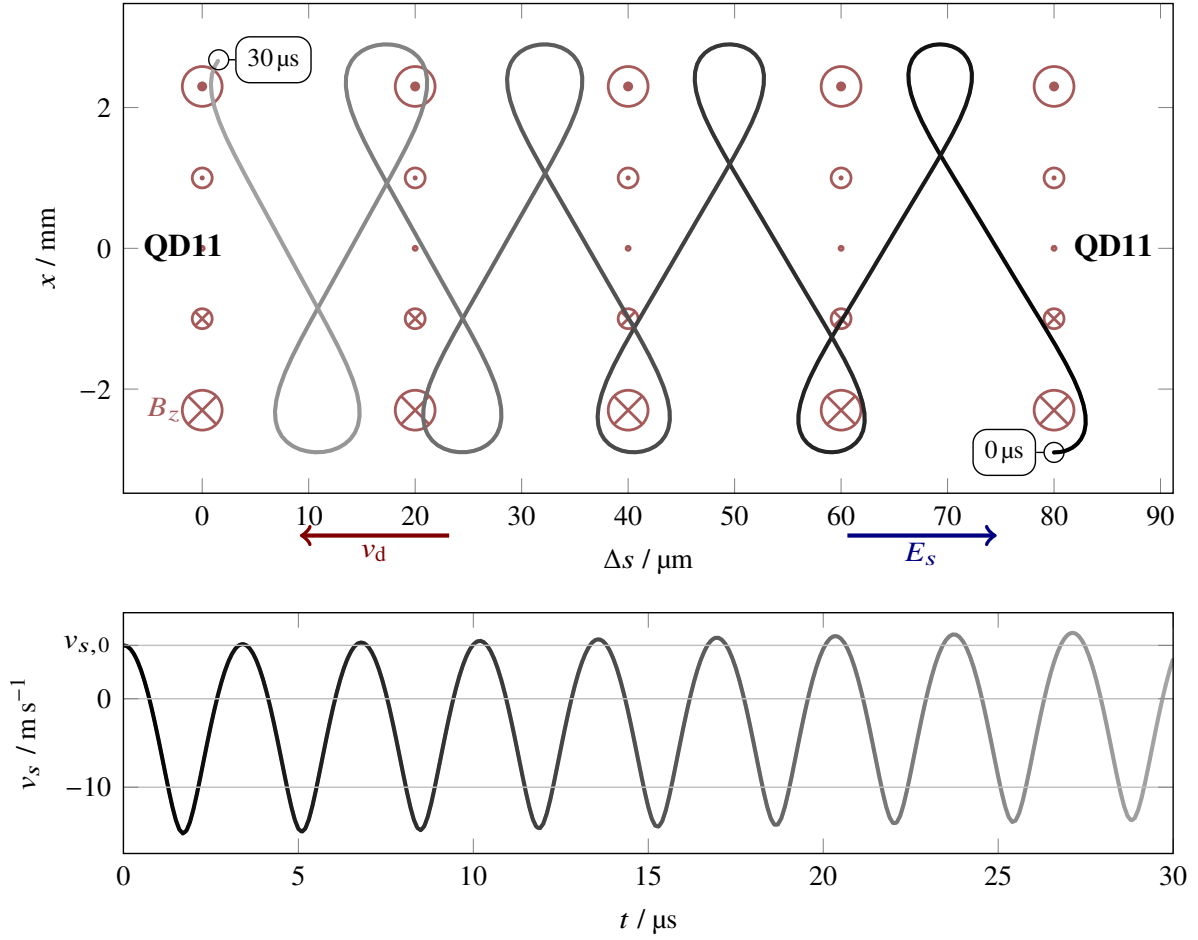 30 μs
2
0
−2
x / mm
QD11
QD11
B_z
0 μs
0 10 20 30 40 50 60 70 80 90
v_d
Δs / μm
E_s
v_{s,0}
0
−10
v_s / m s⁻¹
0 5 10 15 20 25 30
t / μs